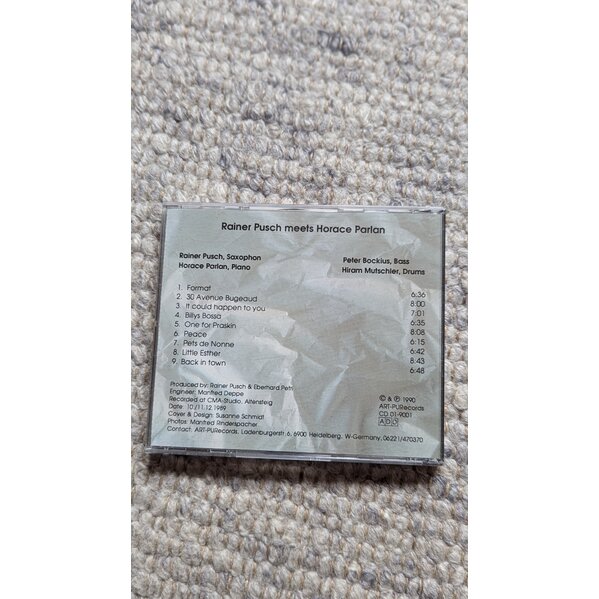 Rainer Pusch meets Horace Parlan
Rainer Pusch, Saxophon
Horace Parlan, Piano
Peter Bockius, Bass
Hiram Mutschler, Drums
1. Format 6:36
2. 30 Avenue Bugeaud 8:00
3. It could happen to you 7:01
4. Billys Bossa 6:35
5. One for Praskin 8:08
6. Peace 6:15
7. Pets de Nonne 6:42
8. Little Esther 8:43
9. Back in town 6:48
Produced by: Rainer Pusch & Eberhard Petri
Engineer: Manfred Deppe
Recorded at CMA-Studio, Altensteig
Date: 10./11.12.1989
Cover & Design: Susanne Schmidt
Photos: Manfred Rinderspacher
Contact: ART-PURecords, Ladenburgerstr. 6, 6900 Heidelberg, W-Germany, 06221/470370
© & ℗ 1990
ART-PURecords
CD 019001
ADD